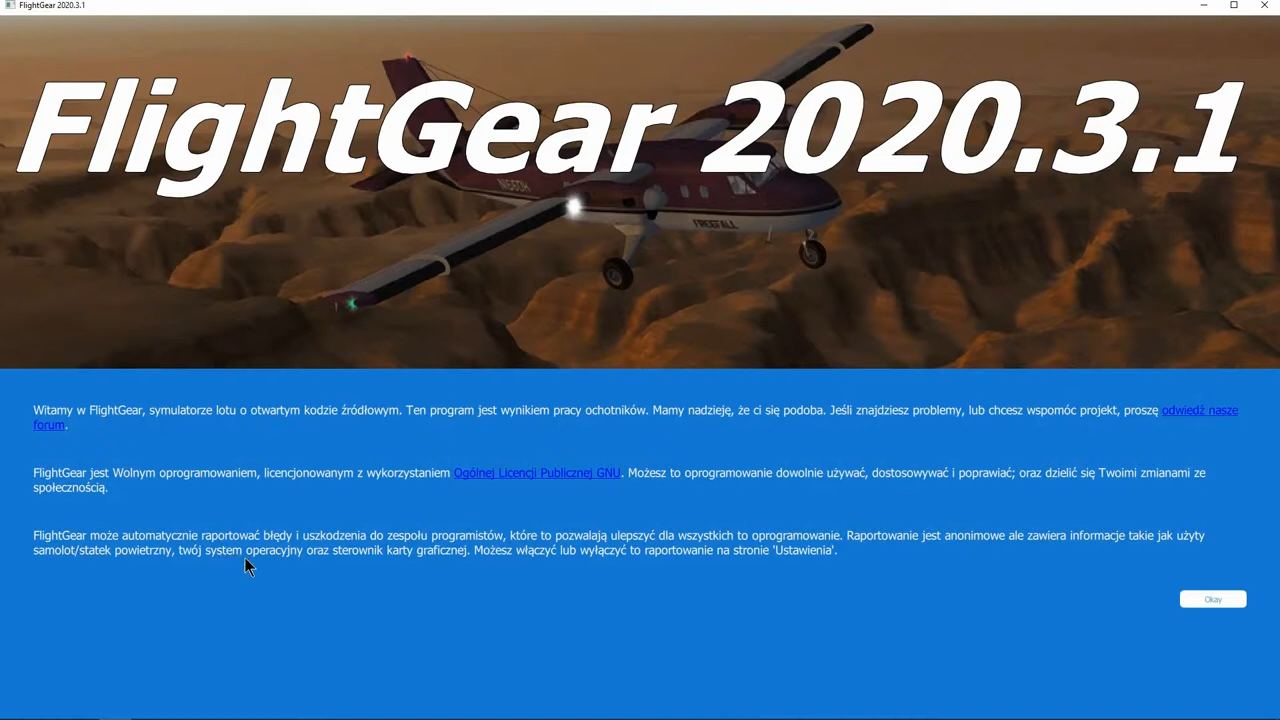 FlightGear 2020.3.1
FlightGear 2020.3.1
N660H
FROGFALL
Witamy w FlightGear, symulatorze lotu o otwartym kodzie źródłowym. Ten program jest wynikiem pracy ochotników. Mamy nadzieję, że ci się podoba. Jeśli znajdziesz problemy, lub chcesz wspomóc projekt, proszę odwiedź nasze
forum.
FlightGear jest Wolnym oprogramowaniem, licencjonowanym z wykorzystaniem Ogólnej Licencji Publicznej GNU. Możesz to oprogramowanie dowolnie używać, dostosowywać i poprawiać; oraz dzielić się Twoimi zmianami ze
społecznością.
FlightGear może automatycznie raportować błędy i uszkodzenia do zespołu programistów, które to pozwalają ulepszyć dla wszystkich to oprogramowanie. Raportowanie jest anonimowe ale zawiera informacje takie jak użyty
samolot/statek powietrzny, twój system operacyjny oraz sterownik karty graficznej. Możesz włączyć lub wyłączyć to raportowanie na stronie 'Ustawienia'.
Okay